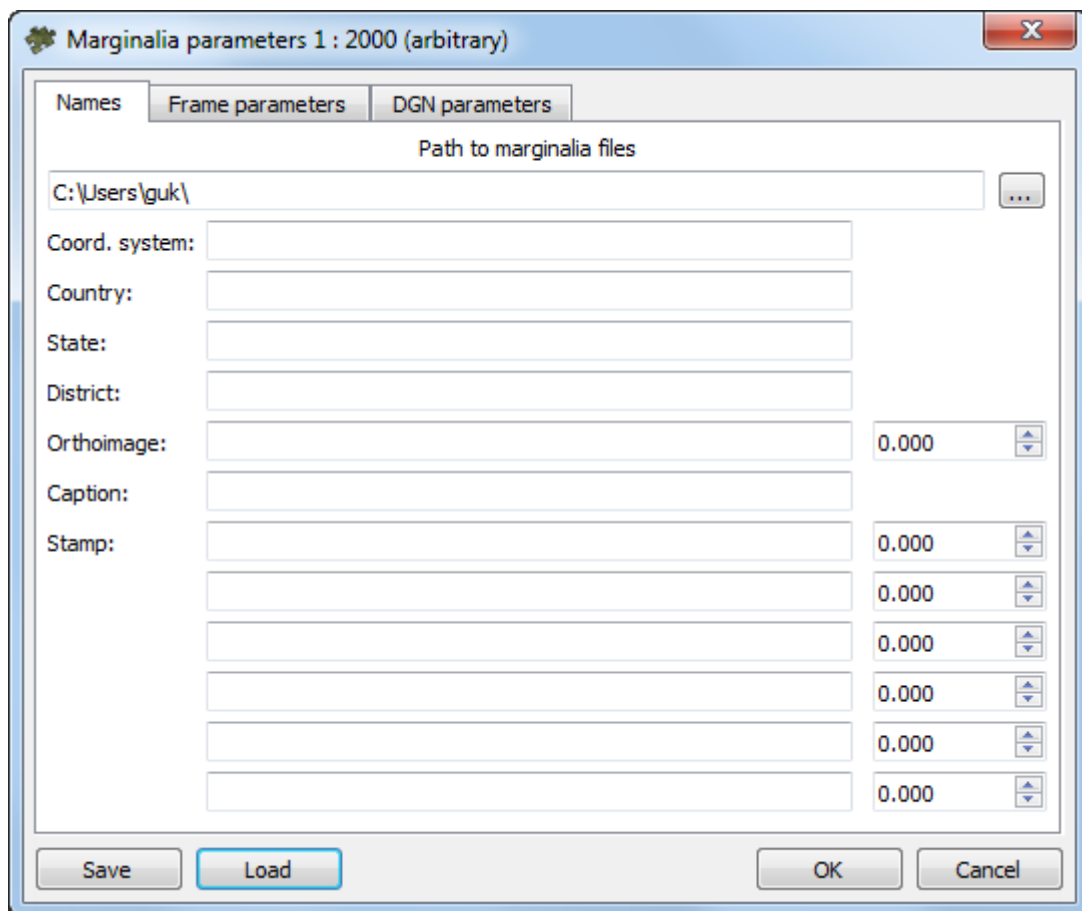 Marginalia parameters 1 : 2000 (arbitrary)
Names Frame parameters DGN parameters
Path to marginalia files
C:\Users\guk\ ...
Coord. system:
Country:
State:
District:
Orthoimage: 0.000
Caption:
Stamp: 0.000
0.000
0.000
0.000
0.000
0.000
Save Load OK Cancel